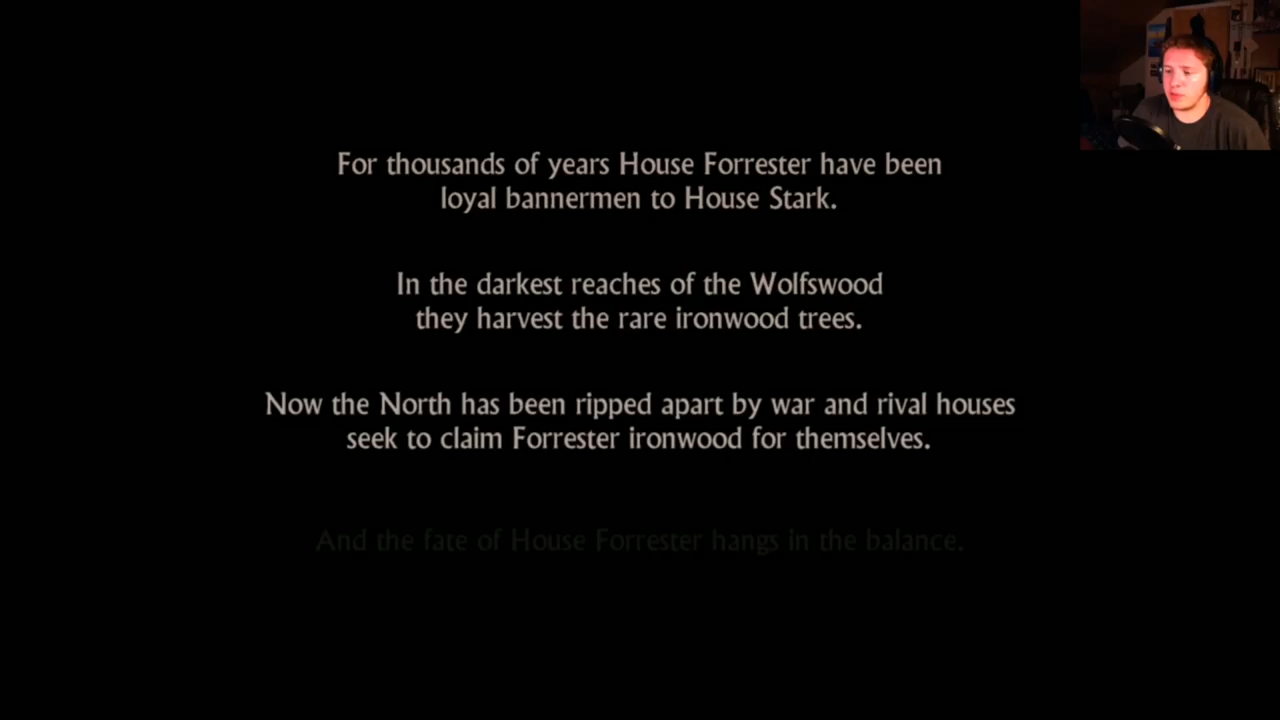 For thousands of years House Forrester have been
loyal bannermen to House Stark.
In the darkest reaches of the Wolfswood
they harvest the rare ironwood trees.
Now the North has been ripped apart by war and rival houses
seek to claim Forrester ironwood for themselves.
And the fate of House Forrester hangs in the balance.